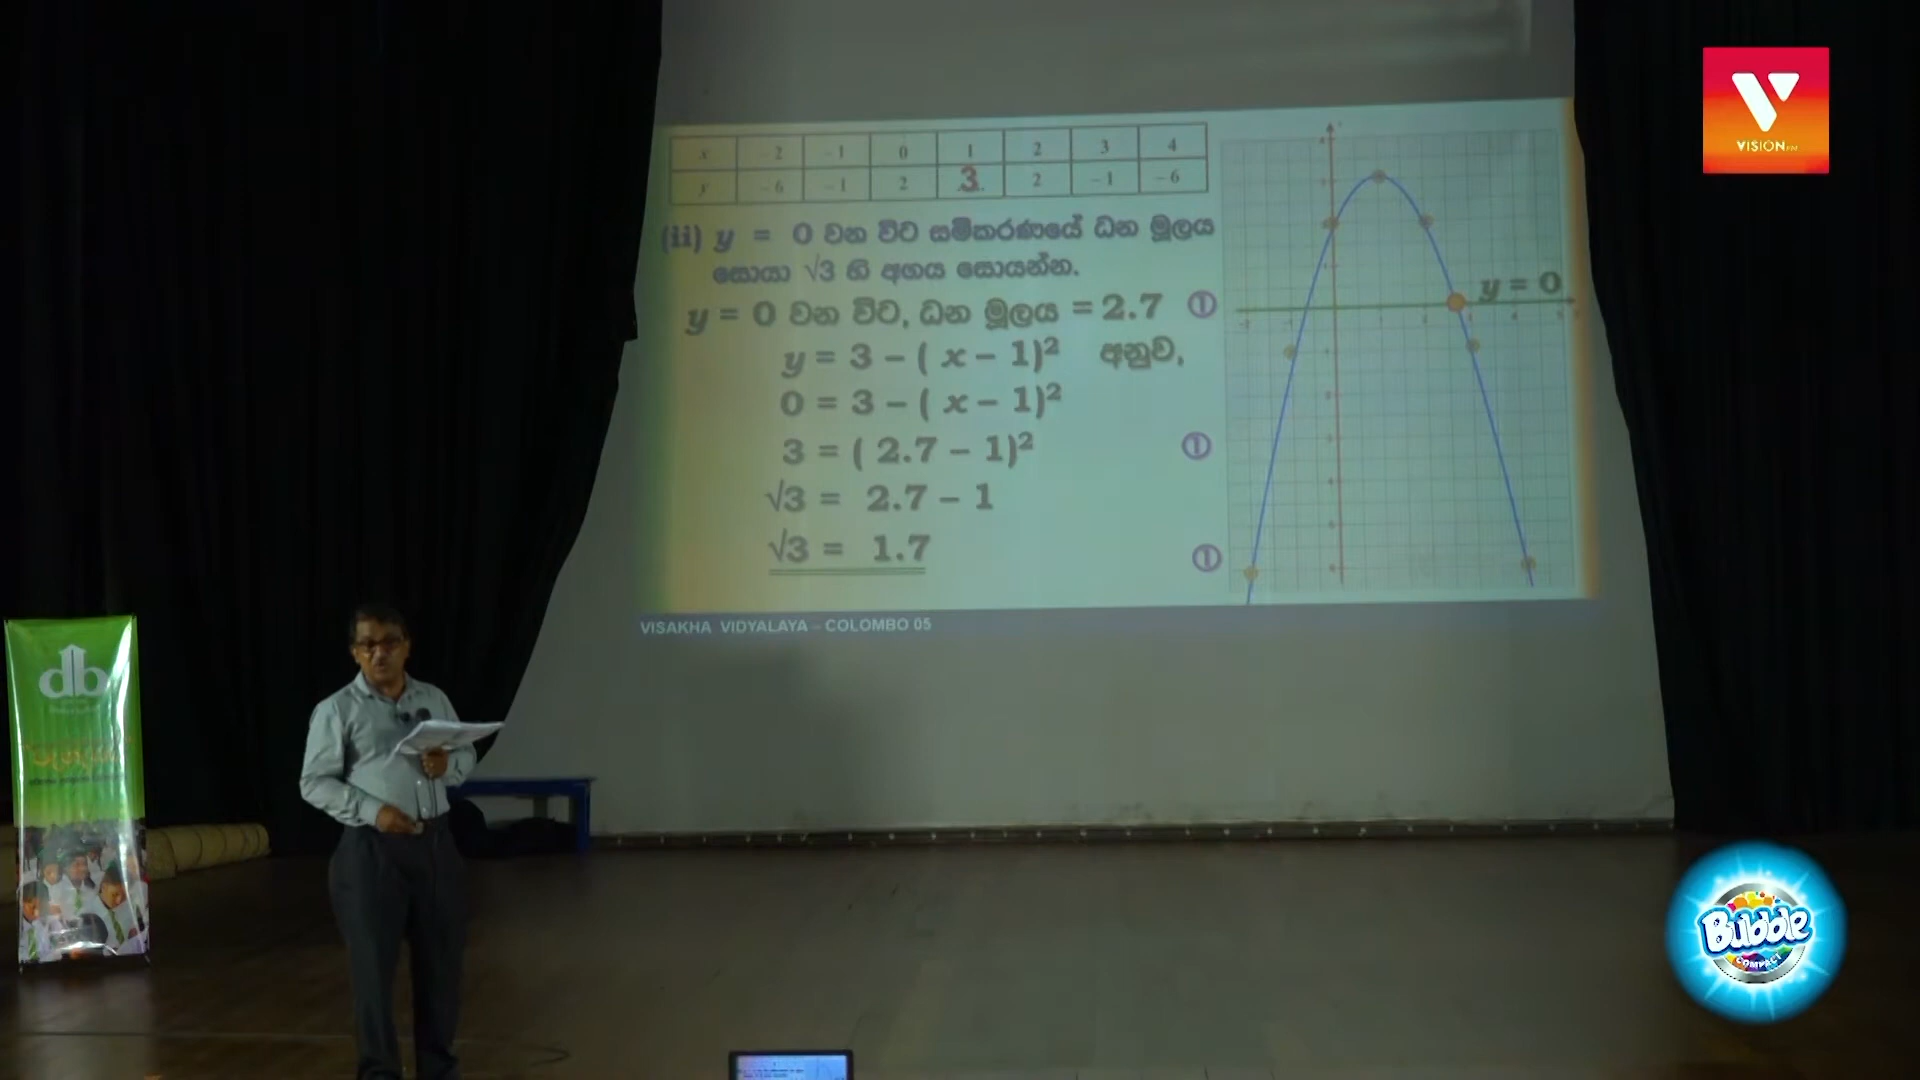 VISION FM
x -2 -1 0 1 2 3 4
y -6 -1 2 3 2 -1 -6
(ii) y = 0 වන විට සමීකරණයේ ධන මූලය
සොයා √3 හි අගය සොයන්න.
y = 0 වන විට, ධන මූලය = 2.7 ①
y = 3 – ( x – 1)² අනුව,
0 = 3 – ( x – 1)²
3 = ( 2.7 – 1)² ①
√3 = 2.7 – 1
√3 = 1.7 ①
y = 0
VISAKHA VIDYALAYA – COLOMBO 05
db
Bubble
COMPACT